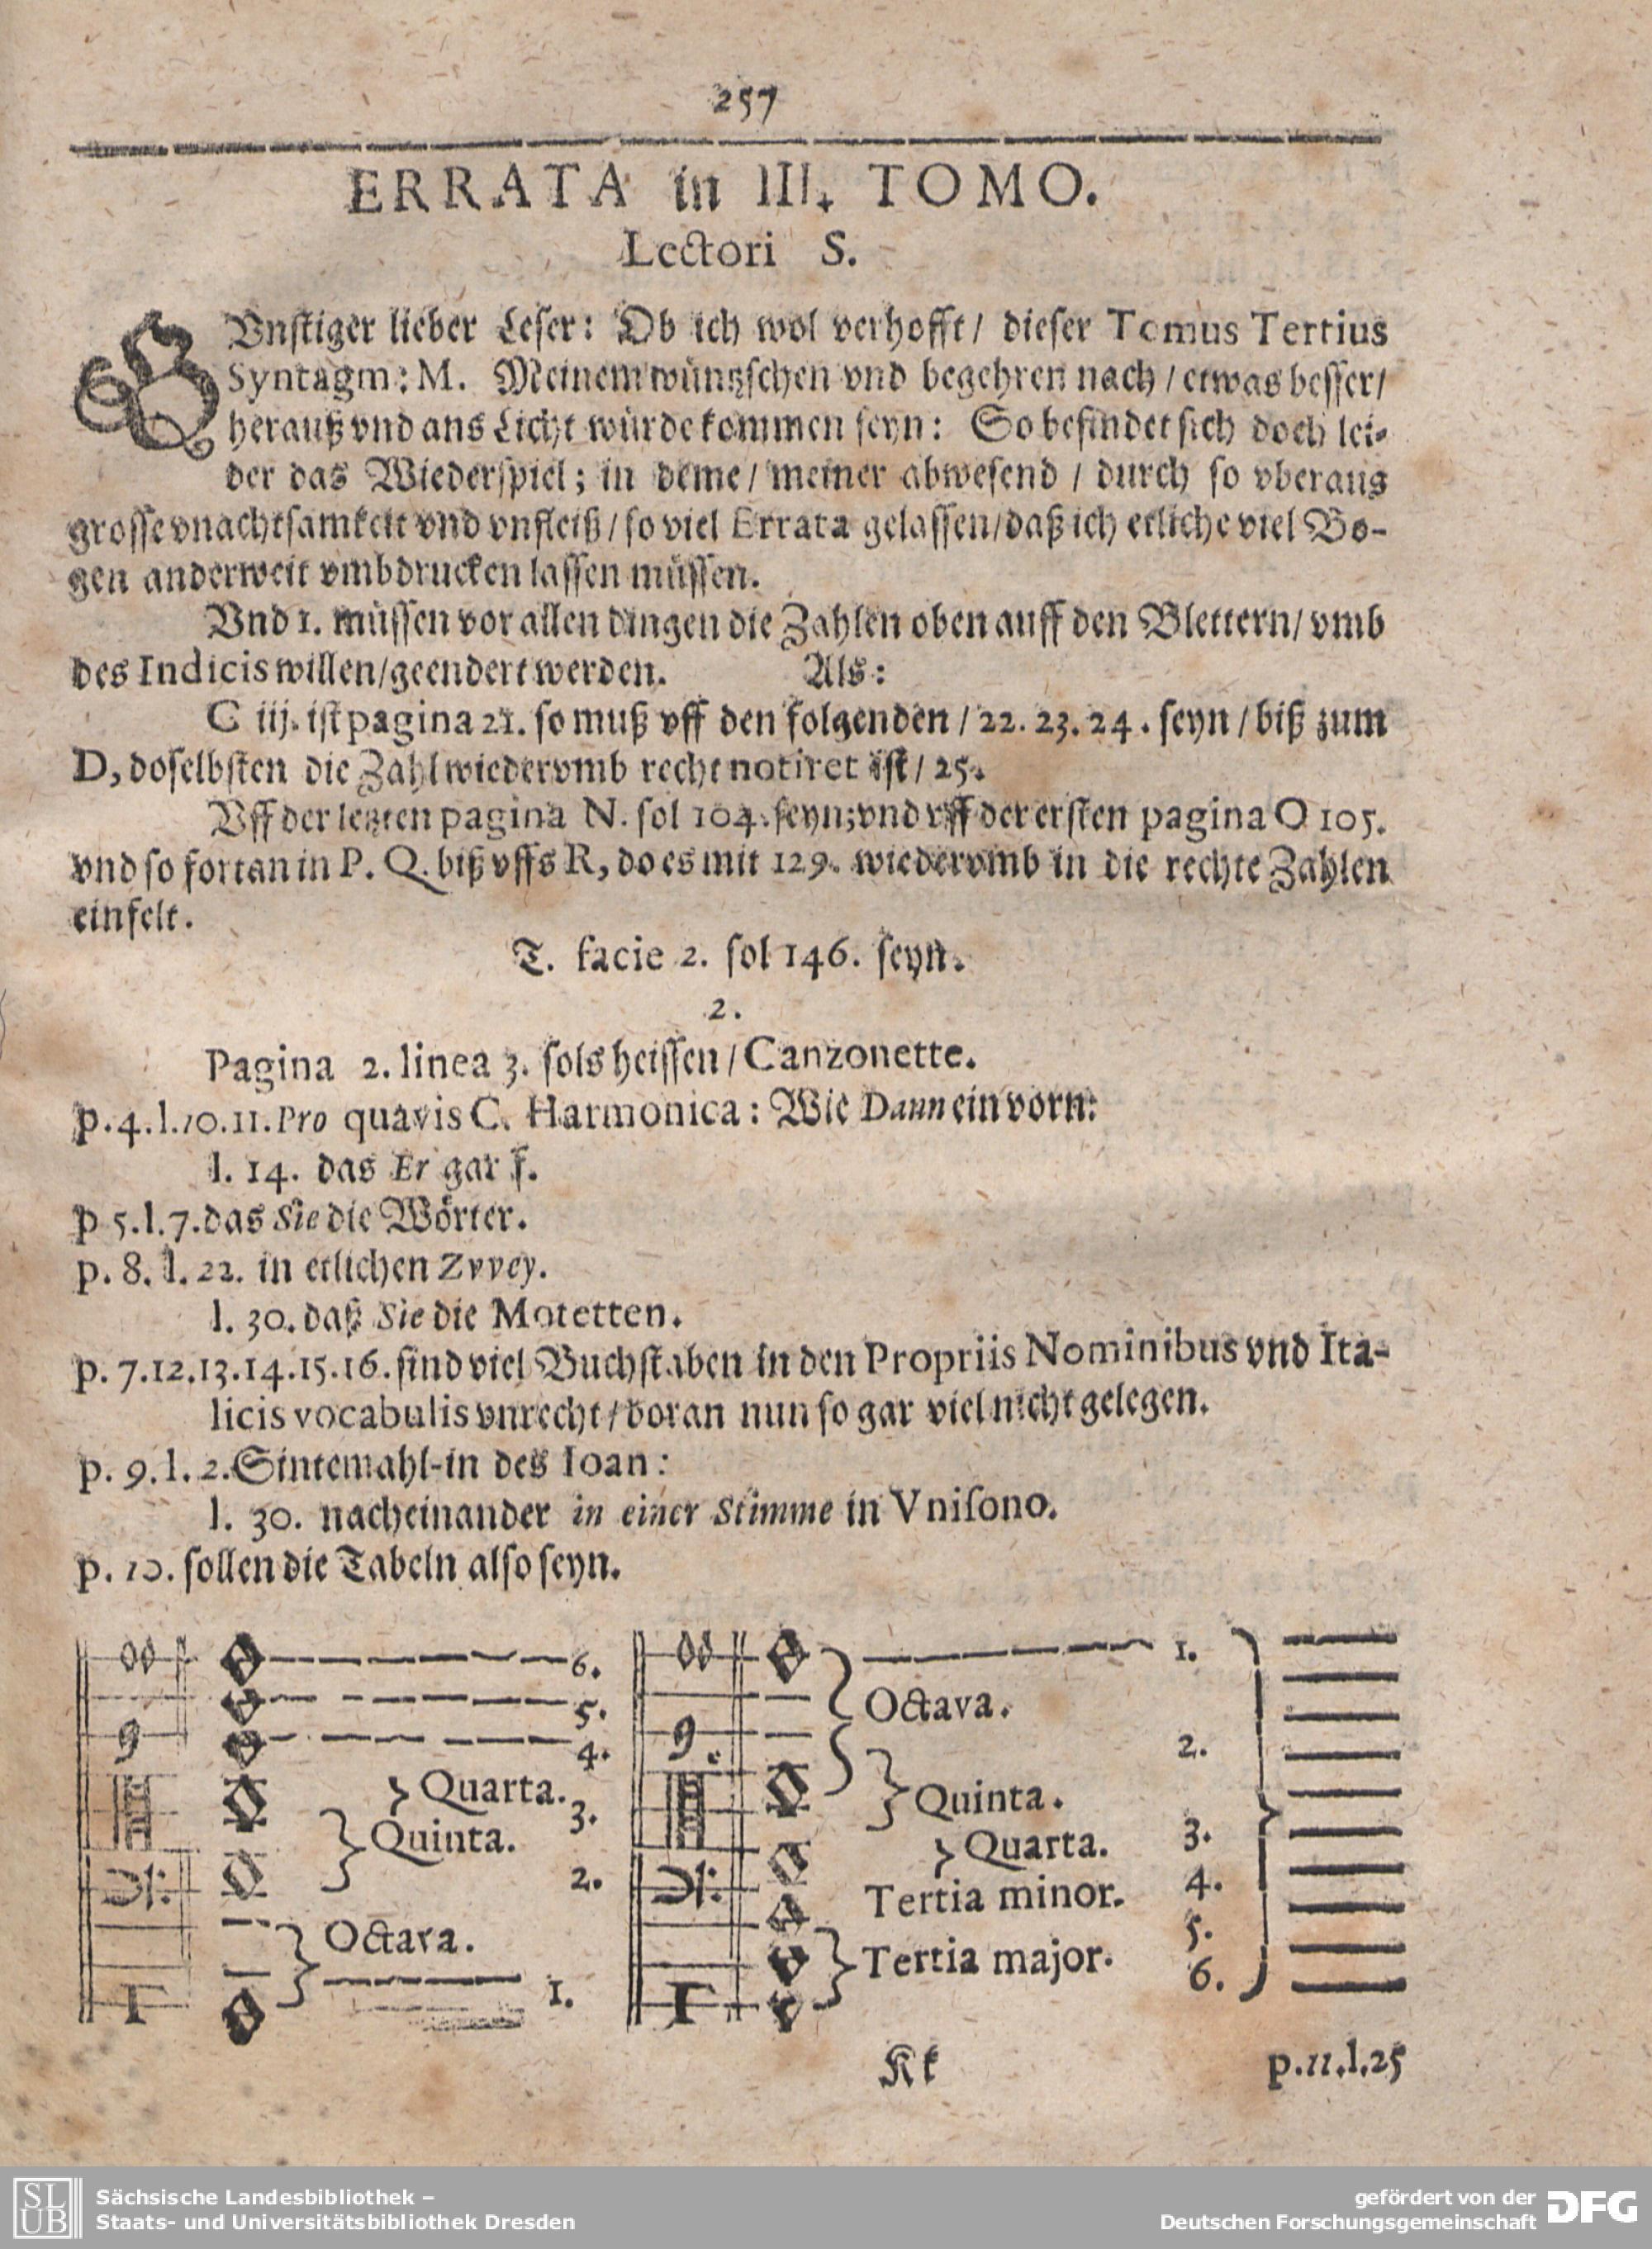 257
ERRATA in III. TOMO.
Lectori S.
GVnstiger lieber Leser: Ob ich wol verhofft / dieser Tomus Tertius
Syntagm: M. Meinem wüntzschen vnd begehren nach / etwas besser /
herauß vnd ans Licht würde kommen seyn: So befindet sich doch lei-
der das Wiederspiel; in deme / meiner abwesend / durch so vberaus
grosse vnachtsamkeit vnd vnfleiß / so viel Errata gelassen / daß ich etliche viel Bo-
gen anderweit vmbdrucken lassen müssen.
Vnd 1. müssen vor allen dingen die Zahlen oben auff den Blettern / vmb
des Indicis willen / geendert werden. Als:
C iij. ist pagina 21. so muß vff den folgenden / 22. 23. 24. seyn / biß zum
D, doselbsten die Zahl wiedervmb recht notiret ist / 25.
Vff der letzten pagina N. sol 104. seyn; vnd vff der ersten pagina O 105.
vnd so fortan in P. Q. biß vffs R, do es mit 129. wiedervmb in die rechte Zahlen
einfelt.
T. facie 2. sol 146. seyn.
2.
Pagina 2. linea 3. sols heissen / Canzonette.
p. 4. l. 10. 11. Pro quavis C. Harmonica: Wie Dann ein vorn:
l. 14. das Er gar f.
p 5. l. 7. das Sie die Wörter.
p. 8. l. 22. in etlichen Zvvey.
l. 30. daß Sie die Motetten.
p. 7. 12. 13. 14. 15. 16. sind viel Buchstaben in den Propriis Nominibus vnd Ita-
licis vocabulis vnrecht / doran nun so gar viel nicht gelegen.
p. 9. l. 2. Sintemahl-in des Ioan:
l. 30. nacheinander in einer Stimme in Vnisono.
p. 10. sollen die Tabeln also seyn.
6.
5.
4.
Quarta.
3.
Quinta.
2.
Octava.
1.
Γ
1.
Octava.
2.
Quinta.
3.
Quarta.
4.
Tertia minor.
5.
Tertia major.
6.
Γ
Kk
p. 11. l. 25
SLUB
Sächsische Landesbibliothek –
Staats- und Universitätsbibliothek Dresden
gefördert von der
Deutschen Forschungsgemeinschaft
DFG